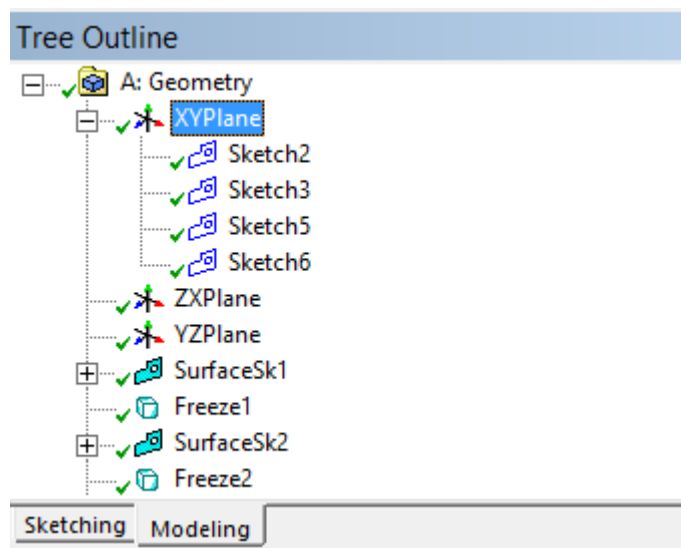 Tree Outline
A: Geometry
XYPlane
Sketch2
Sketch3
Sketch5
Sketch6
ZXPlane
YZPlane
SurfaceSk1
Freeze1
SurfaceSk2
Freeze2
Sketching Modeling